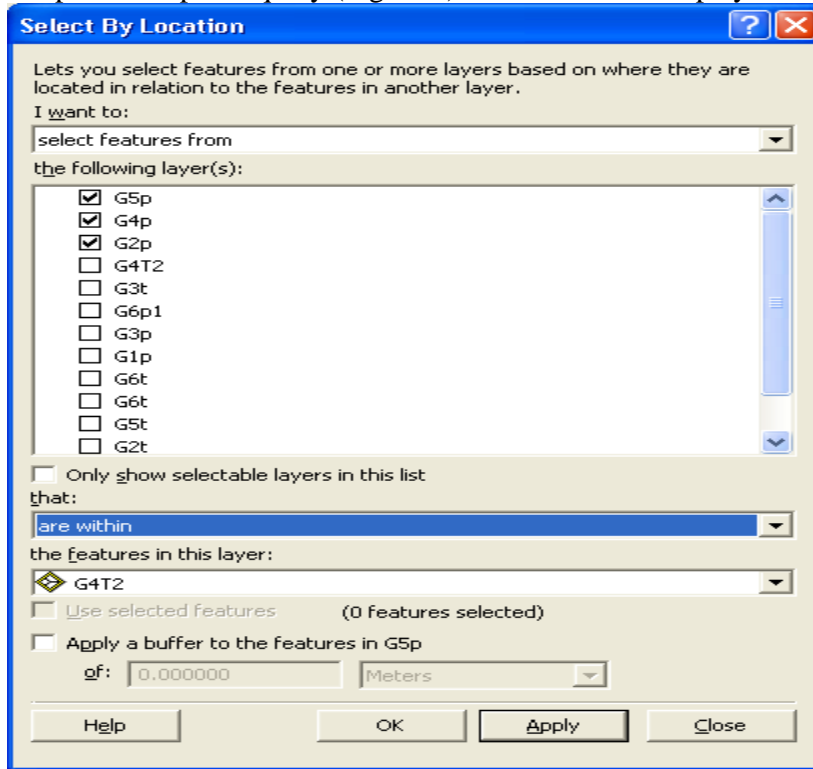 Select By Location
Lets you select features from one or more layers based on where they are
located in relation to the features in another layer.
I want to:
select features from
the following layer(s):
G5p
G4p
G2p
G4T2
G3t
G6p1
G3p
G1p
G6t
G6t
G5t
G2t
Only show selectable layers in this list
that:
are within
the features in this layer:
G4T2
Use selected features (0 features selected)
Apply a buffer to the features in G5p
of: 0.000000 Meters
Help OK Apply Close